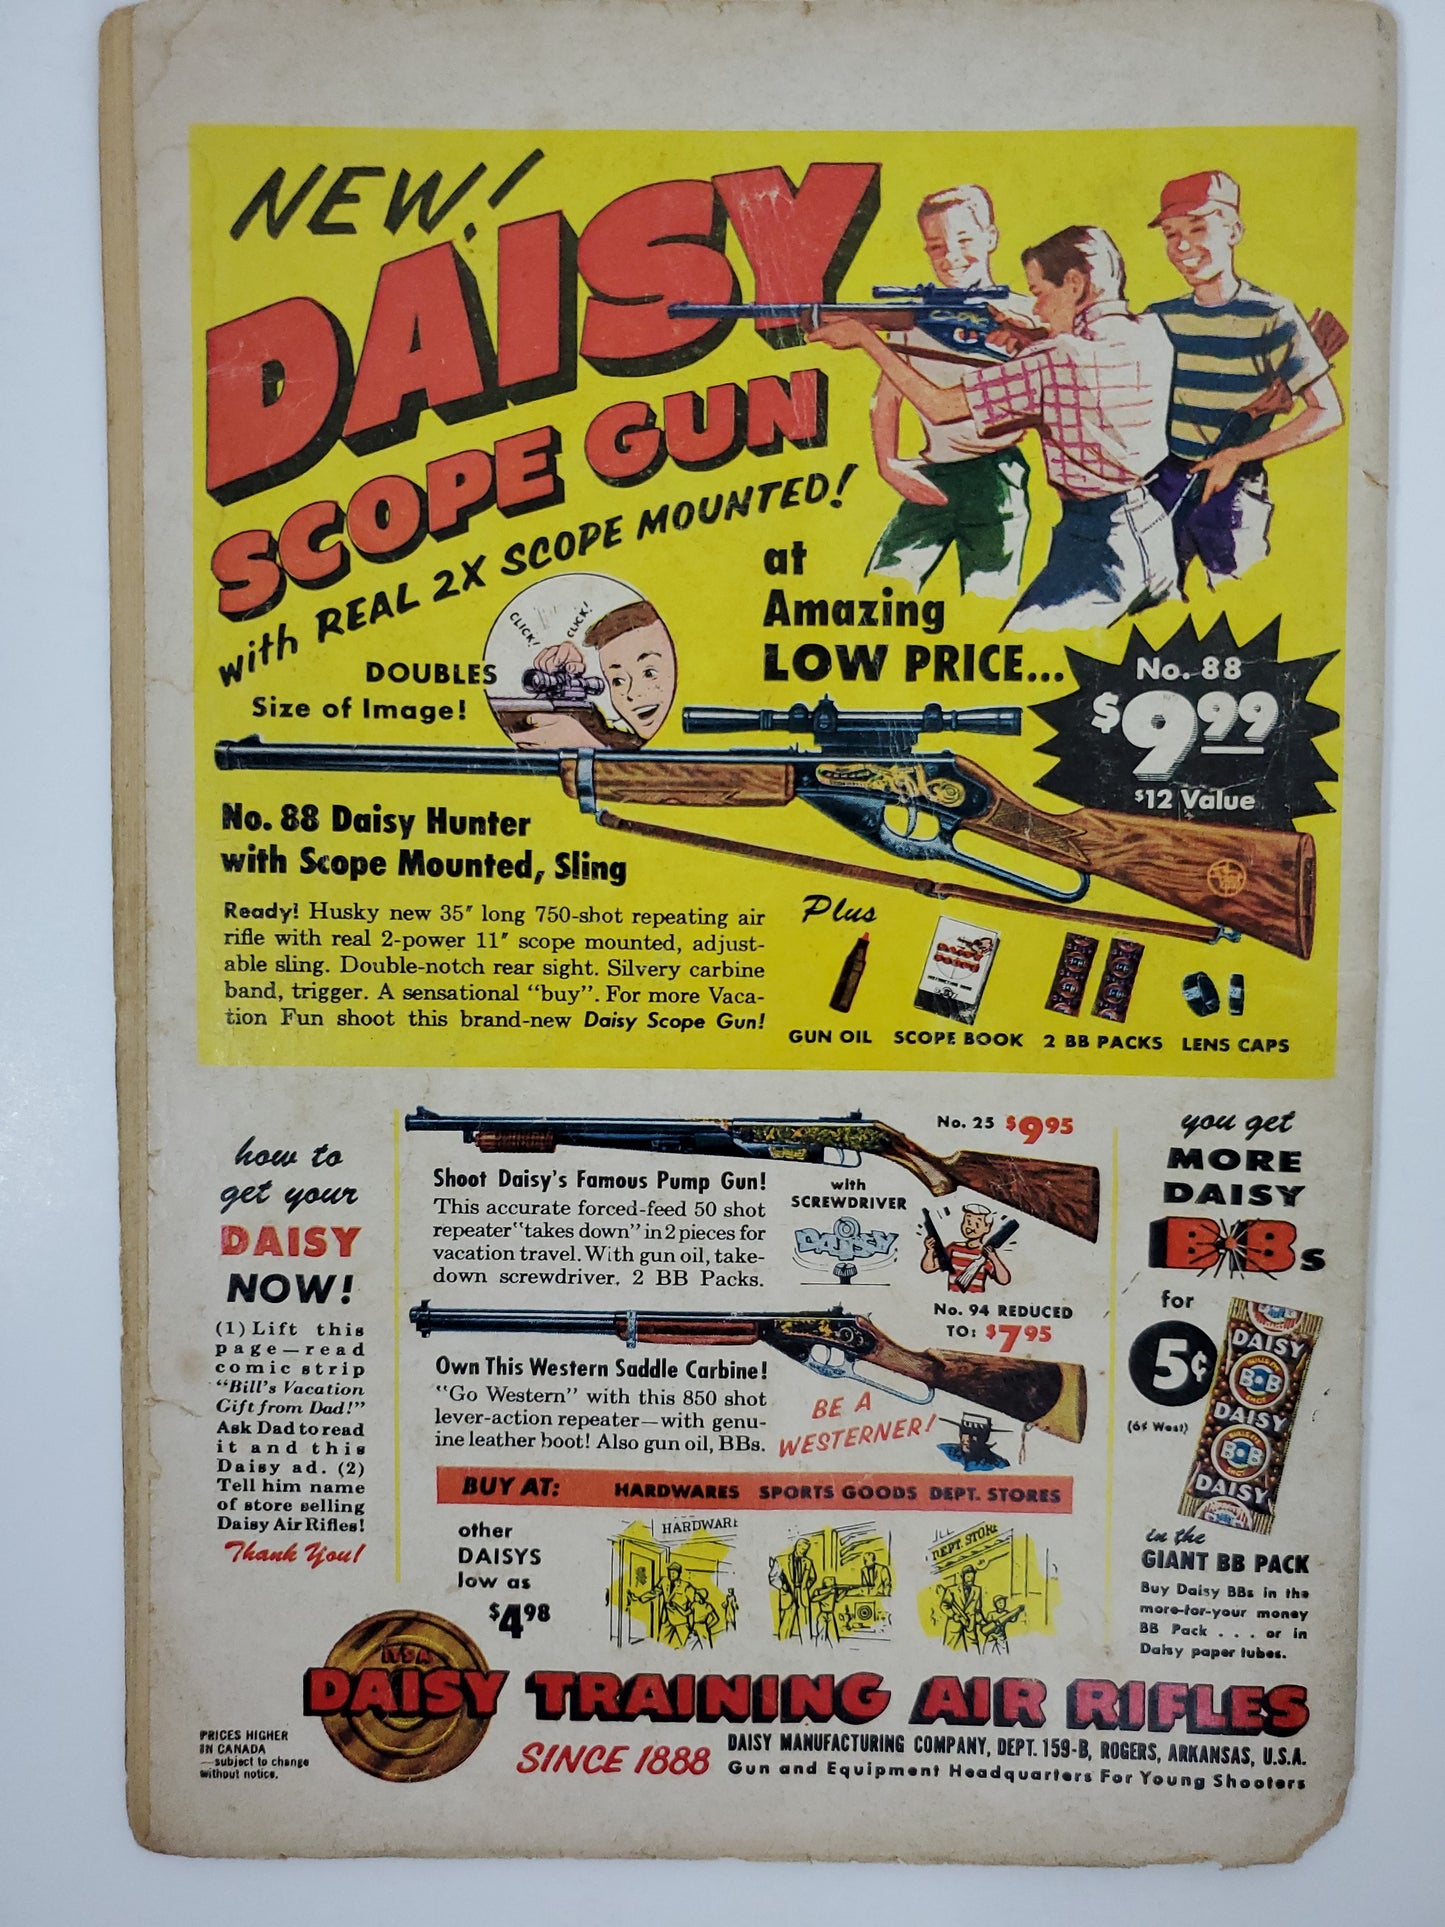 NEW!
DAISY
SCOPE GUN
with REAL 2X SCOPE MOUNTED!
DOUBLES
Size of Image!
CLICK! CLICK!
at
Amazing
LOW PRICE...
No. 88
$9.99
$12 Value
No. 88 Daisy Hunter
with Scope Mounted, Sling
Ready! Husky new 35″ long 750-shot repeating air
rifle with real 2-power 11″ scope mounted, adjust-
able sling. Double-notch rear sight. Silvery carbine
band, trigger. A sensational "buy". For more Vaca-
tion Fun shoot this brand-new Daisy Scope Gun!
Plus
GUN OIL SCOPE BOOK 2 BB PACKS LENS CAPS
how to
get your
DAISY
NOW!
(1) Lift this
page—read
comic strip
"Bill's Vacation
Gift from Dad!"
Ask Dad to read
it and this
Daisy ad. (2)
Tell him name
of store selling
Daisy Air Rifles!
Thank You!
No. 25 $9.95
Shoot Daisy's Famous Pump Gun!
This accurate forced-feed 50 shot
repeater "takes down" in 2 pieces for
vacation travel. With gun oil, take-
down screwdriver. 2 BB Packs.
with
SCREWDRIVER
DAISY
No. 94 REDUCED
TO: $7.95
Own This Western Saddle Carbine!
"Go Western" with this 850 shot
lever-action repeater—with genu-
ine leather boot! Also gun oil, BBs.
BE A
WESTERNER!
BUY AT: HARDWARES SPORTS GOODS DEPT. STORES
other
DAISYS
low as
$4.98
HARDWARE
DEPT. STORE
you get
MORE
DAISY
BBs
for
5¢
(6¢ West)
DAISY
BULLS EYE
BB
SHOT
DAISY
BULLS EYE
BB
SHOT
DAISY
in the
GIANT BB PACK
Buy Daisy BBs in the
more-for-your money
BB Pack . . . or in
Daisy paper tubes.
IT'S A
DAISY TRAINING AIR RIFLES
PRICES HIGHER
IN CANADA
—subject to change
without notice.
SINCE 1888
DAISY MANUFACTURING COMPANY, DEPT. 159-B, ROGERS, ARKANSAS, U.S.A.
Gun and Equipment Headquarters For Young Shooters